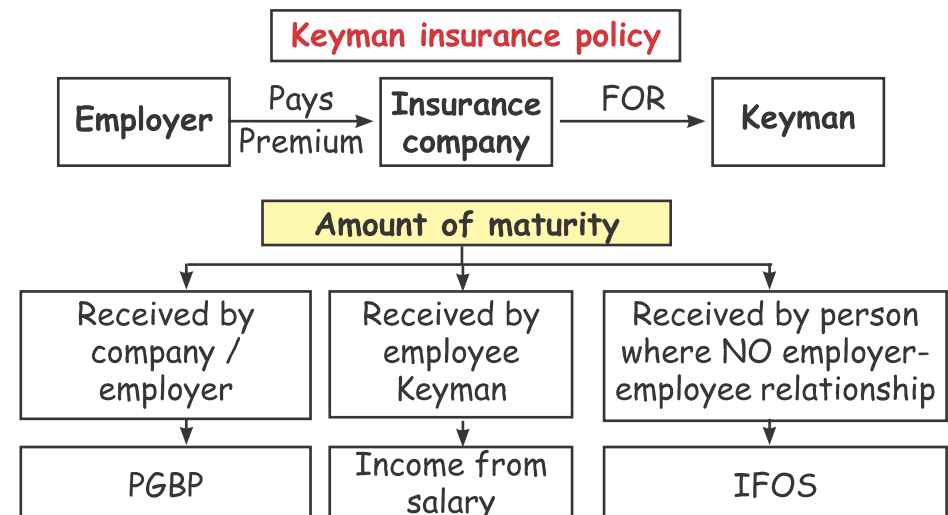 Keyman insurance policy
Employer
Pays
Premium
Insurance
company
FOR
Keyman
Amount of maturity
Received by
company /
employer
Received by
employee
Keyman
Received by person
where NO employer-
employee relationship
PGBP
Income from
salary
IFOS